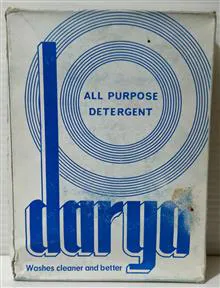 ALL PURPOSE
DETERGENT
darya
Washes cleaner and better